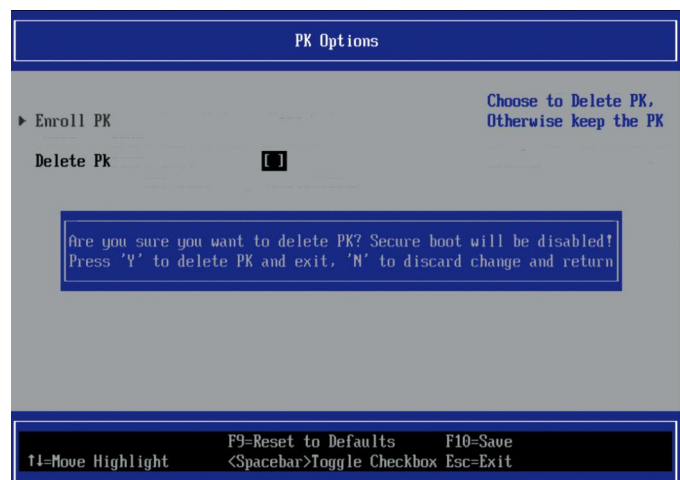 PK Options
Choose to Delete PK,
▶ Enroll PK Otherwise keep the PK
Delete Pk [ ]
Are you sure you want to delete PK? Secure boot will be disabled!
Press 'Y' to delete PK and exit, 'N' to discard change and return
F9=Reset to Defaults F10=Save
↑↓=Move Highlight <Spacebar>Toggle Checkbox Esc=Exit